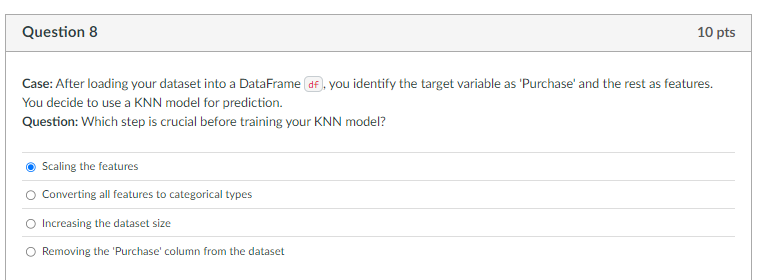 Question 8
10 pts
Case: After loading your dataset into a DataFrame df, you identify the target variable as 'Purchase' and the rest as features.
You decide to use a KNN model for prediction.
Question: Which step is crucial before training your KNN model?
Scaling the features
Converting all features to categorical types
Increasing the dataset size
Removing the 'Purchase' column from the dataset